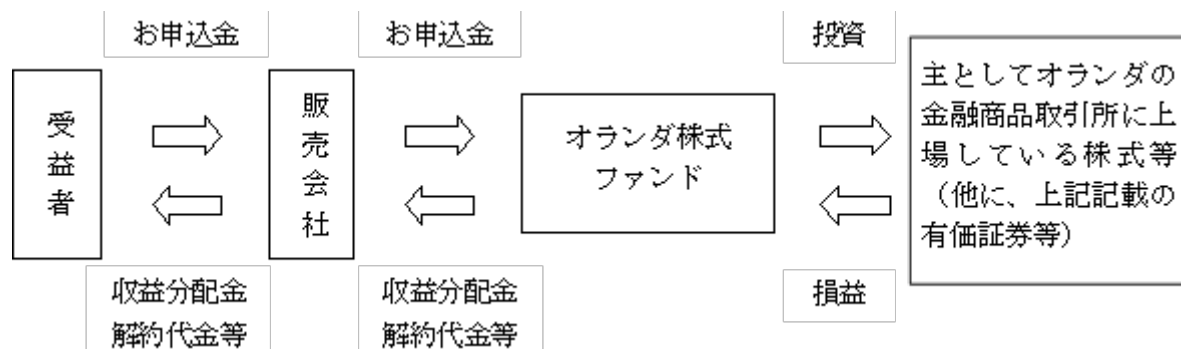 お申込金
お申込金
投資
受益者
販売会社
オランダ株式
ファンド
主としてオランダの
金融商品取引所に上
場している株式等
（他に、上記記載の
有価証券等）
収益分配金
解約代金等
収益分配金
解約代金等
損益